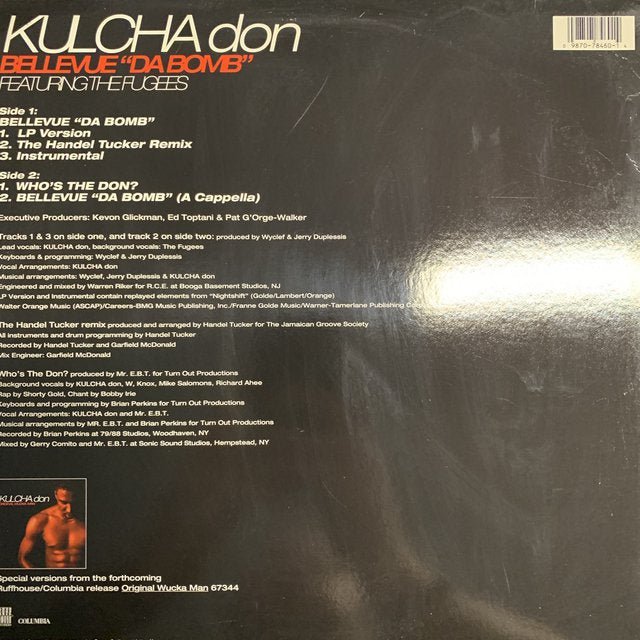 KULCHA don
BELLEVUE "DA BOMB"
FEATURING THE FUGEES
Side 1:
BELLEVUE "DA BOMB"
1. LP Version
2. The Handel Tucker Remix
3. Instrumental
Side 2:
1. WHO'S THE DON?
2. BELLEVUE "DA BOMB" (A Cappella)
Executive Producers: Kevon Glickman, Ed Toptani & Pat G'Orge-Walker
Tracks 1 & 3 on side one, and track 2 on side two: produced by Wyclef & Jerry Duplessis
Lead vocals: KULCHA don, background vocals: The Fugees
Keyboards & programming: Wyclef & Jerry Duplessis
Vocal Arrangements: KULCHA don
Musical arrangements: Wyclef, Jerry Duplessis & KULCHA don
Engineered and mixed by Warren Riker for R.C.E. at Booga Basement Studios, NJ
LP Version and Instrumental contain replayed elements from "Nightshift" (Golde/Lambert/Orange)
Walter Orange Music (ASCAP)/Careers-BMG Music Publishing, Inc./Franne Golde Music/Warner-Tamerlane Publishing
The Handel Tucker remix produced and arranged by Handel Tucker for The Jamaican Groove Society
All instruments and drum programming by Handel Tucker
Recorded by Handel Tucker and Garfield McDonald
Mix Engineer: Garfield McDonald
Who's The Don? produced by Mr. E.B.T. for Turn Out Productions
Background vocals by KULCHA don, W, Knox, Mike Salomons, Richard Ahee
Rap by Shorty Gold, Chant by Bobby Irie
Keyboards and programming by Brian Perkins for Turn Out Productions
Vocal Arrangements: KULCHA don and Mr. E.B.T.
Musical arrangements by MR. E.B.T. and Brian Perkins for Turn Out Productions
Recorded by Brian Perkins at 79/88 Studios, Woodhaven, NY
Mixed by Gerry Comito and Mr. E.B.T. at Sonic Sound Studios, Hempstead, NY
KULCHA don
Special versions from the forthcoming
Ruffhouse/Columbia release Original Wucka Man 67344
COLUMBIA
9870-78460-1 4